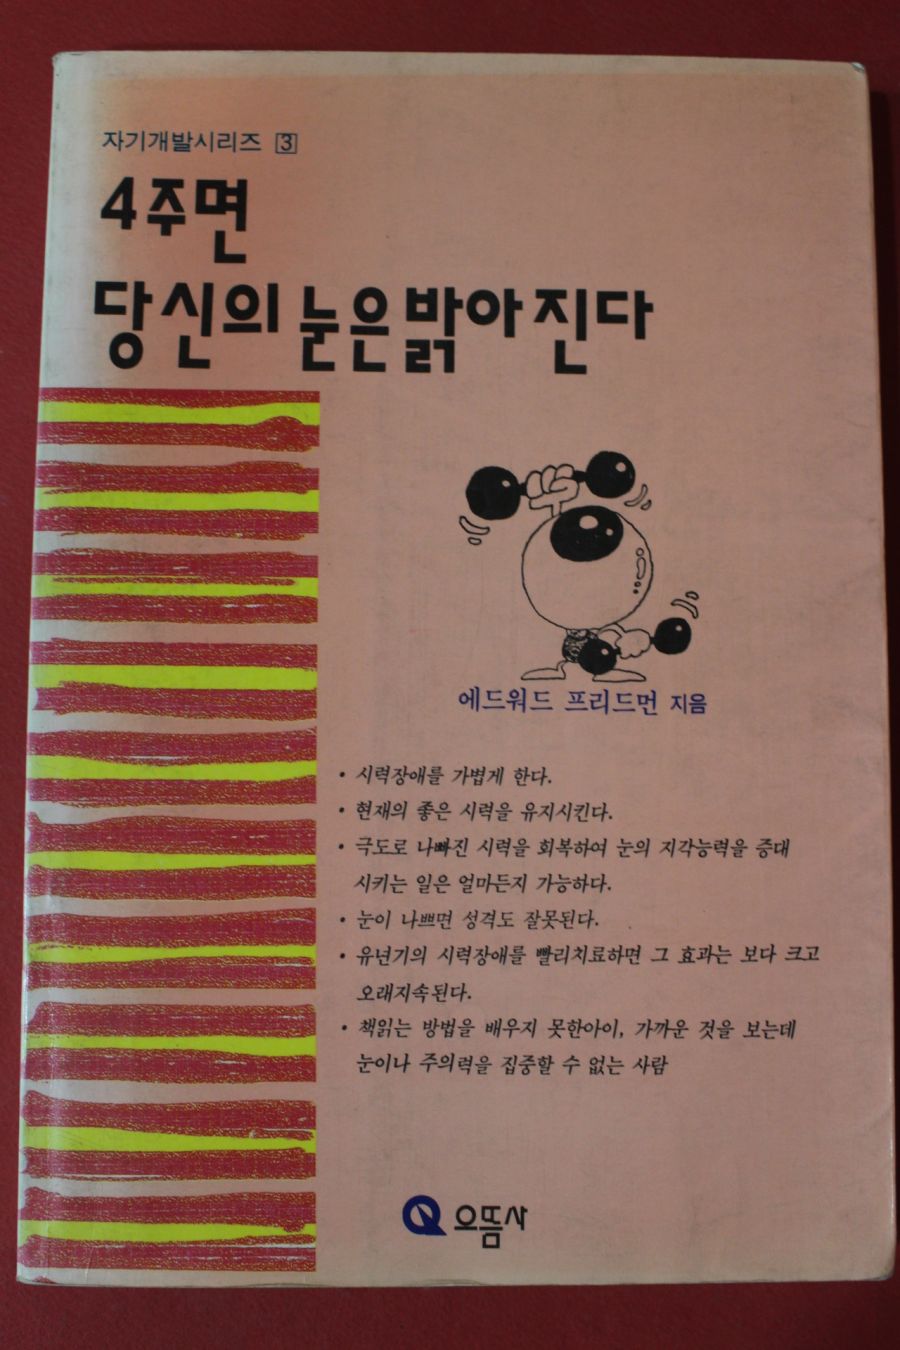 자기개발시리즈 3
4주면
당신의 눈은 밝아진다
에드워드 프리드먼 지음
• 시력장애를 가볍게 한다.
• 현재의 좋은 시력을 유지시킨다.
• 극도로 나빠진 시력을 회복하여 눈의 지각능력을 증대
시키는 일은 얼마든지 가능하다.
• 눈이 나쁘면 성격도 잘못된다.
• 유년기의 시력장애를 빨리치료하면 그 효과는 보다 크고
오래지속된다.
• 책읽는 방법을 배우지 못한아이, 가까운 것을 보는데
눈이나 주의력을 집중할 수 없는 사람
으뜸사